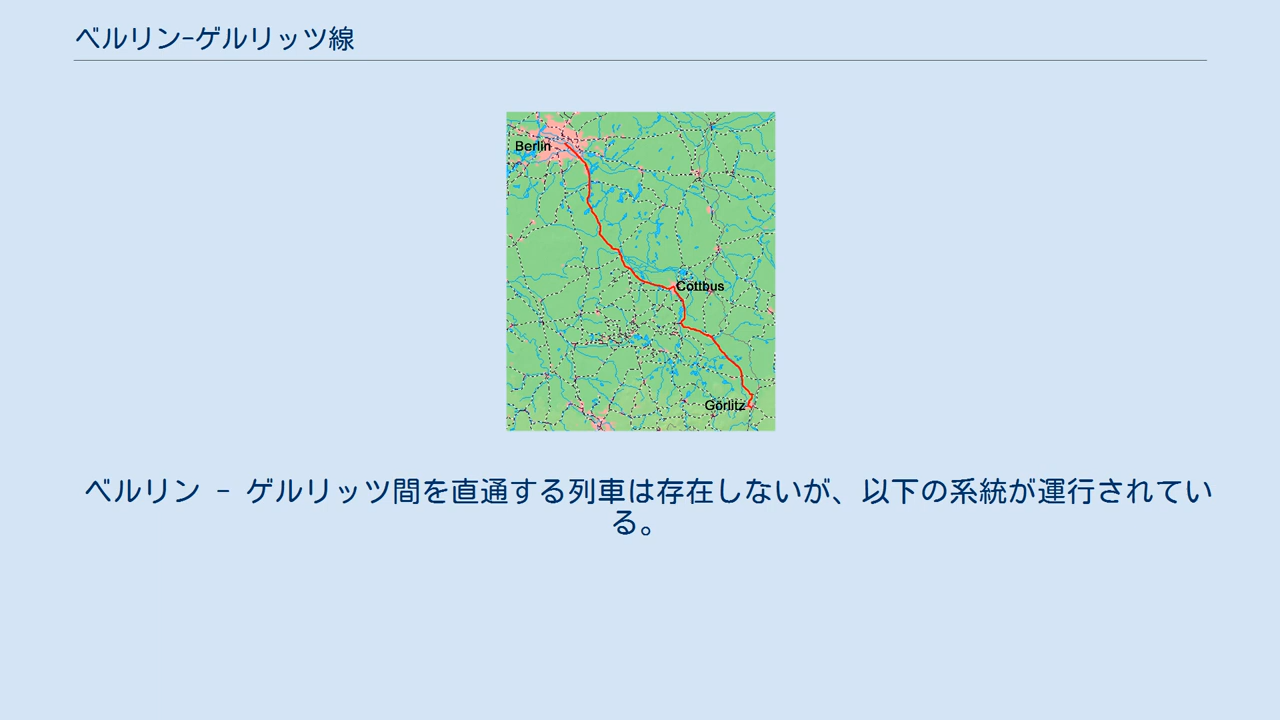 ベルリン-ゲルリッツ線
Berlin
Cottbus
Görlitz
ベルリン - ゲルリッツ間を直通する列車は存在しないが、以下の系統が運行されてい
る。